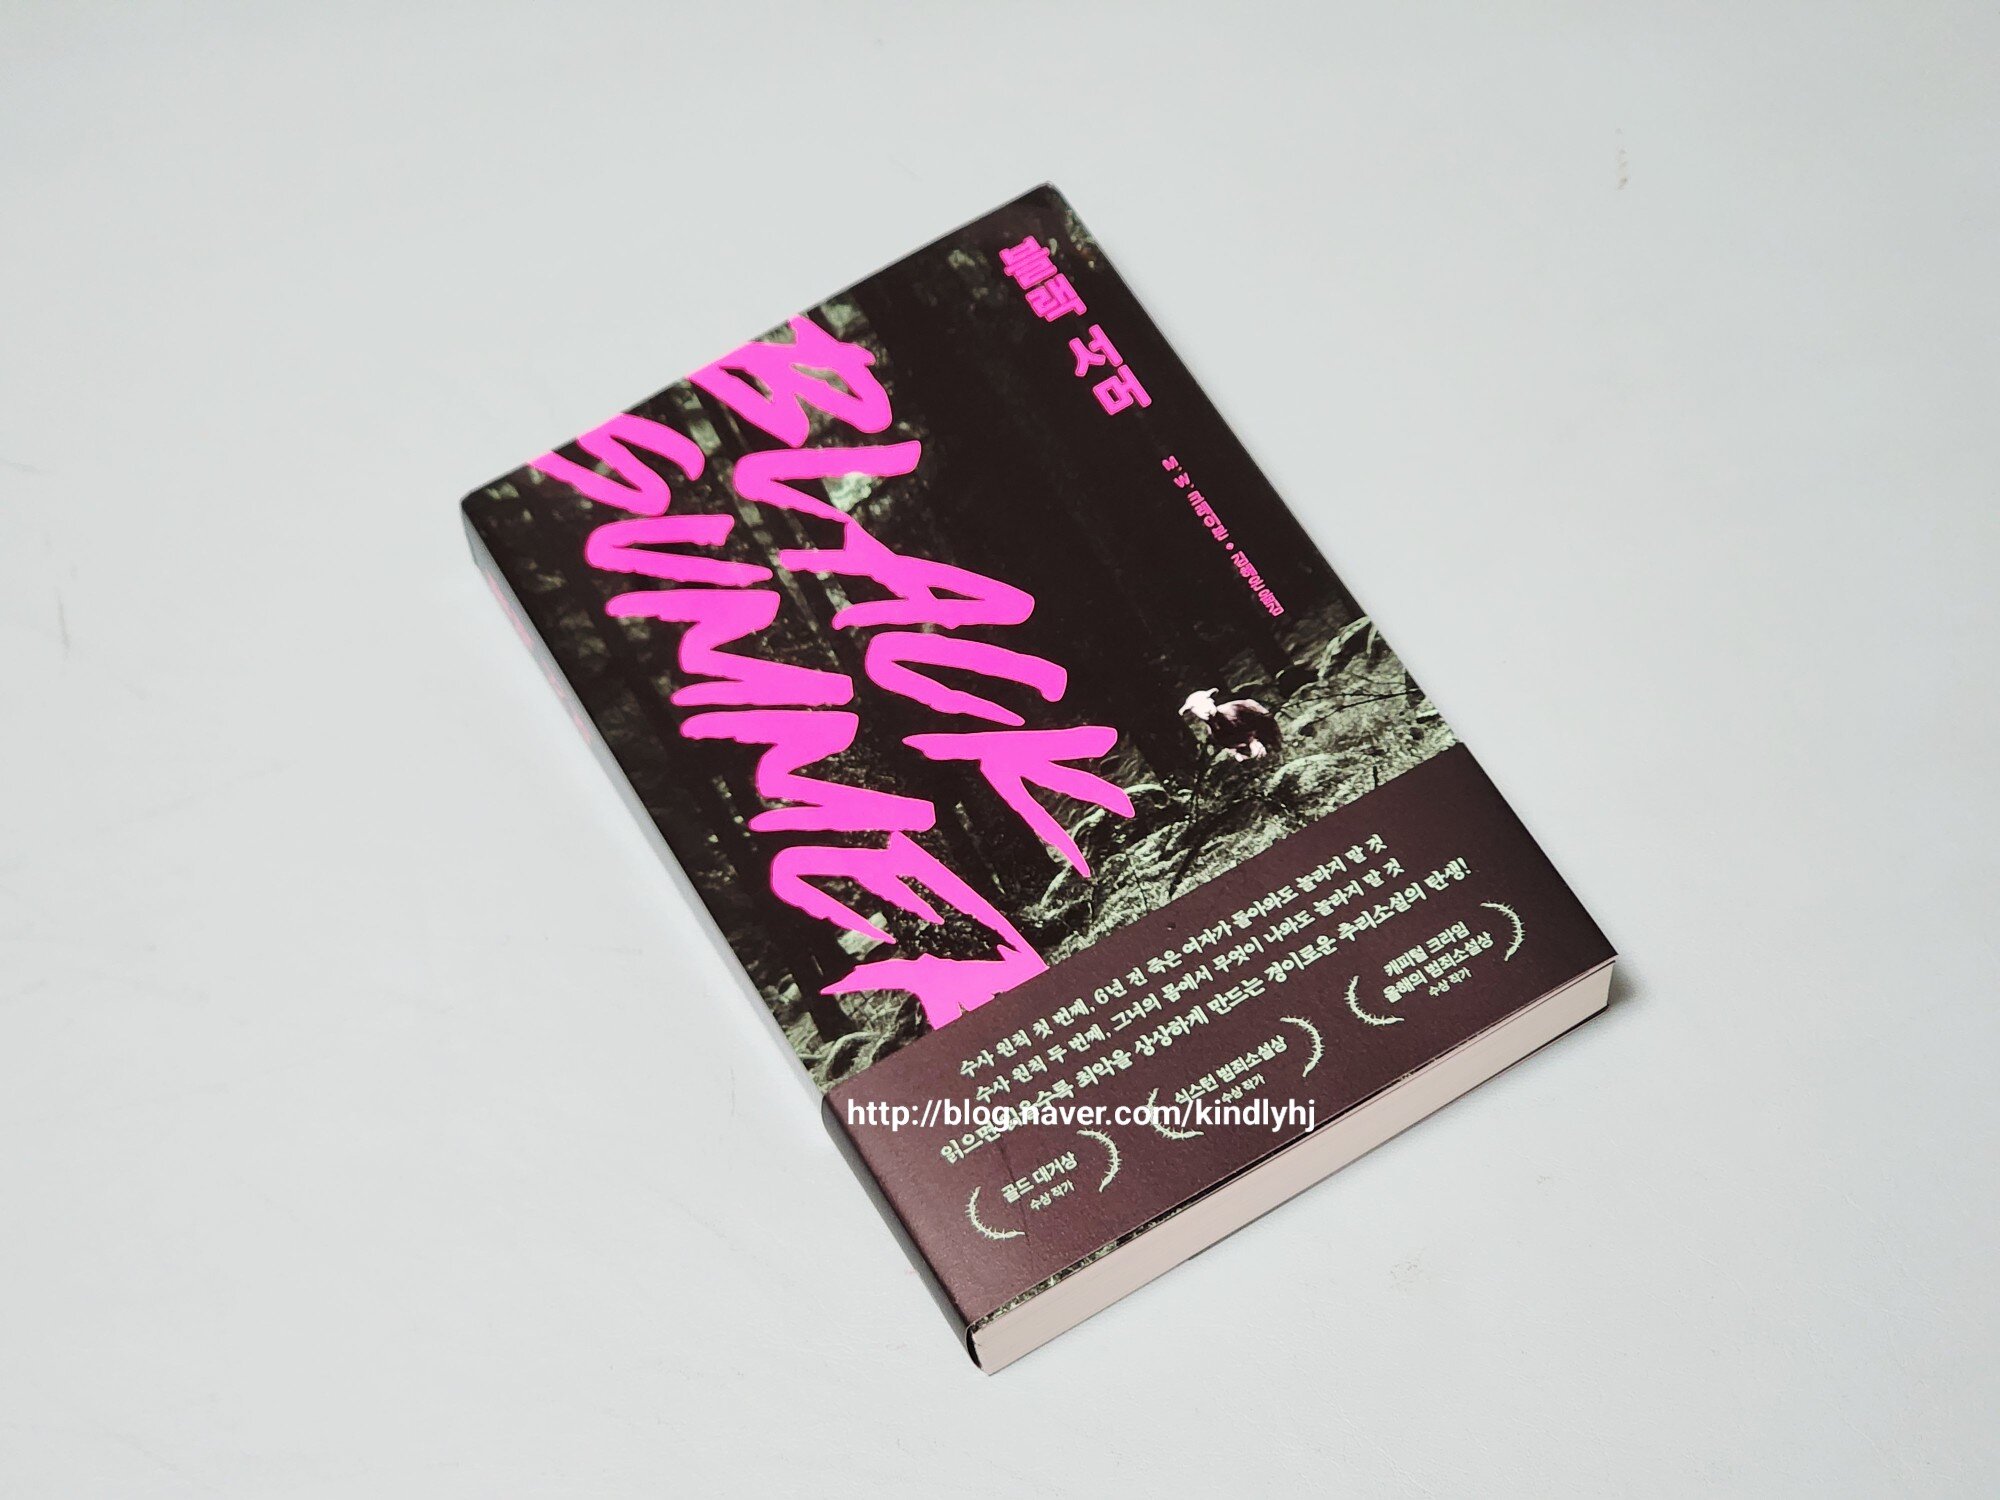 블랙 서머
M. W. 크레이븐 • 김해온 옮김
BLACK
SUMMER
수사 원칙 첫 번째, 6년 전 죽은 여자가 돌아와도 놀라지 말 것
수사 원칙 두 번째, 그녀의 몸에서 무엇이 나와도 놀라지 말 것
읽으면 읽을수록 최악을 상상하게 만드는 경이로운 추리소설의 탄생!
골드 대거상
수상 작가
식스턴 범죄소설상
수상 작가
캐피털 크라임
올해의 범죄소설상
수상 작가
http://blog.naver.com/kindlyhj